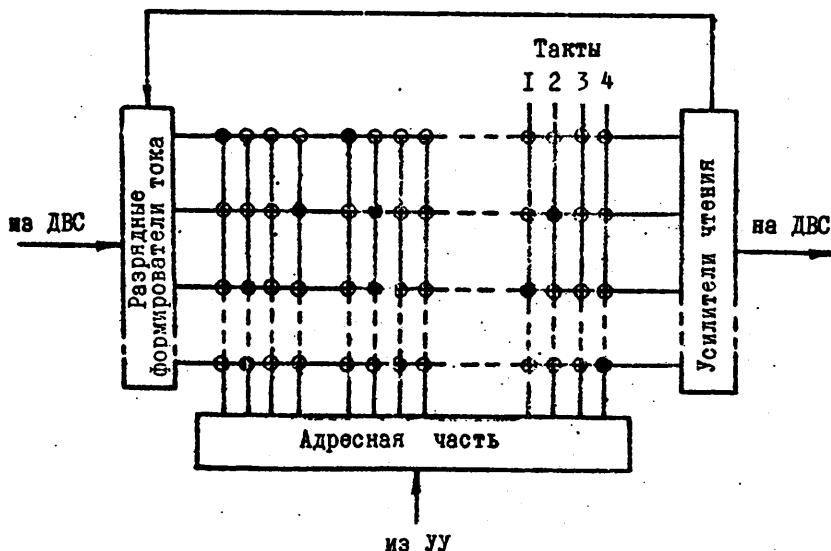 Такты
I 2 3 4
из ДВС
Разрядные
формирователи тока
Усилители чтения
на ДВС
Адресная часть
из УУ